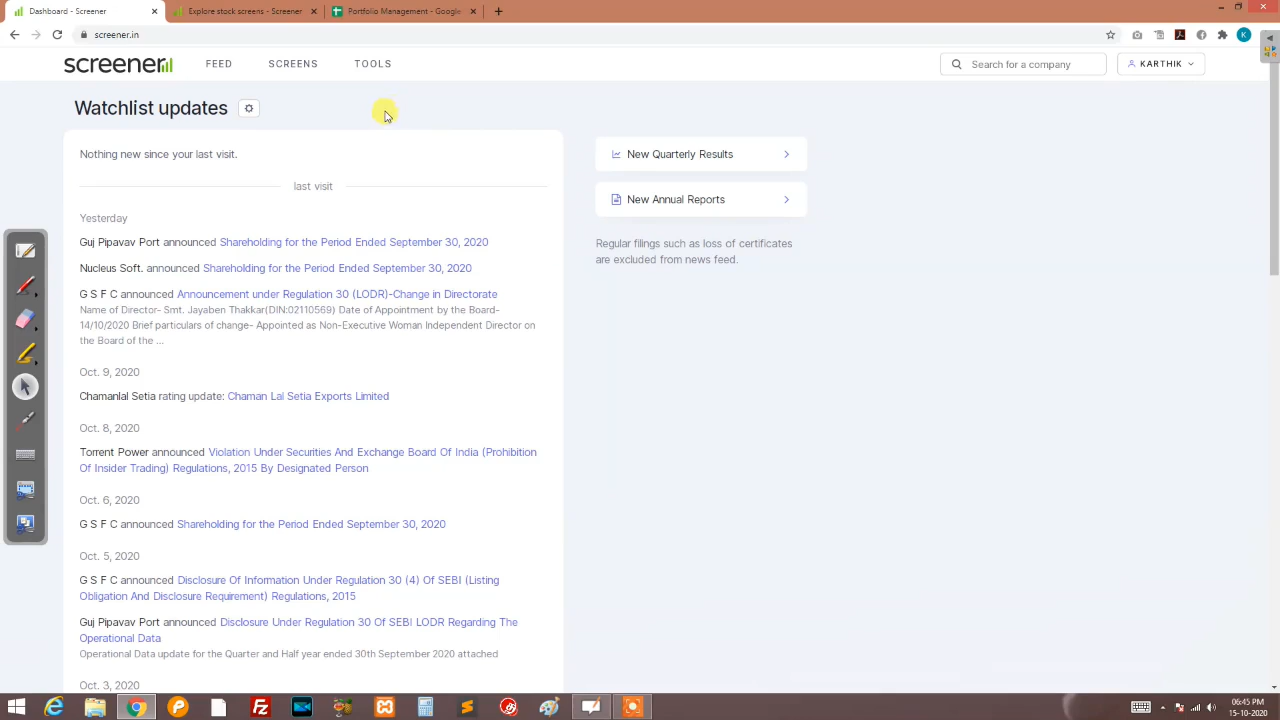 Dashboard - Screener
Explore stock screens - Screener
Portfolio Management - Google
screener.in
screener
FEED
SCREENS
TOOLS
Search for a company
KARTHIK
Watchlist updates
Nothing new since your last visit.
last visit
Yesterday
Guj Pipavav Port announced Shareholding for the Period Ended September 30, 2020
Nucleus Soft. announced Shareholding for the Period Ended September 30, 2020
G S F C announced Announcement under Regulation 30 (LODR)-Change in Directorate
Name of Director- Smt. Jayaben Thakkar(DIN:02110569) Date of Appointment by the Board-
14/10/2020 Brief particulars of change- Appointed as Non-Executive Woman Independent Director on
the Board of the ...
Oct. 9, 2020
Chamanlal Setia rating update: Chaman Lal Setia Exports Limited
Oct. 8, 2020
Torrent Power announced Violation Under Securities And Exchange Board Of India (Prohibition
Of Insider Trading) Regulations, 2015 By Designated Person
Oct. 6, 2020
G S F C announced Shareholding for the Period Ended September 30, 2020
Oct. 5, 2020
G S F C announced Disclosure Of Information Under Regulation 30 (4) Of SEBI (Listing
Obligation And Disclosure Requirement) Regulations, 2015
Guj Pipavav Port announced Disclosure Under Regulation 30 Of SEBI LODR Regarding The
Operational Data
Operational Data update for the Quarter and Half year ended 30th September 2020 attached
Oct. 3, 2020
New Quarterly Results
New Annual Reports
Regular filings such as loss of certificates
are excluded from news feed.
06:45 PM
15-10-2020